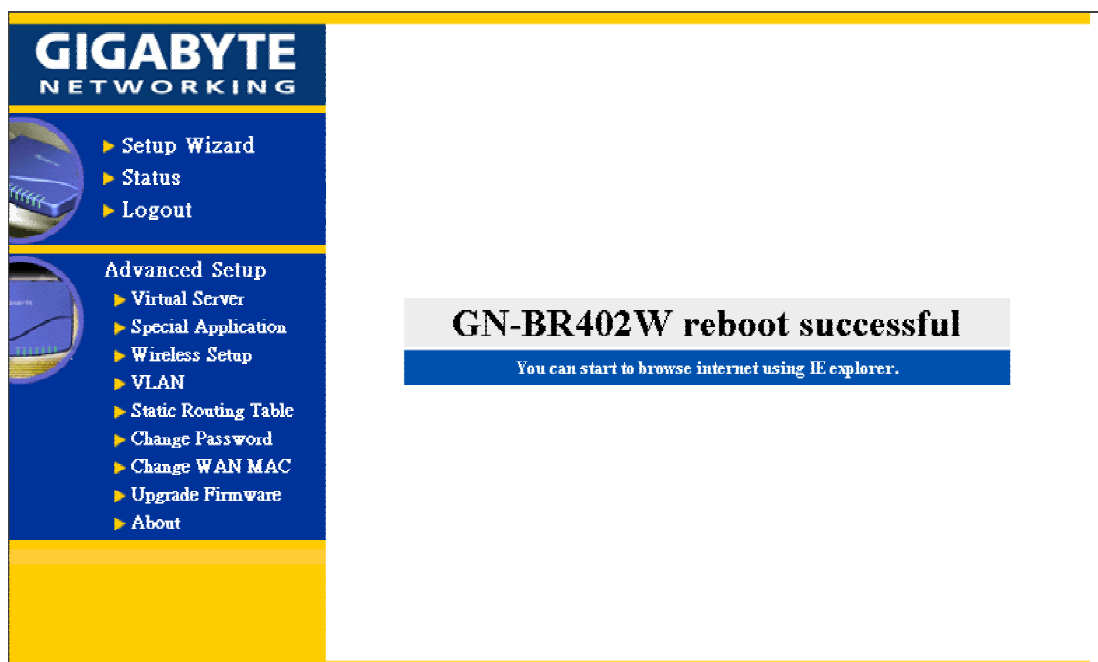 GIGABYTE
NETWORKING
Setup Wizard
Status
Logout
Advanced Setup
Virtual Server
Special Application
Wireless Setup
VLAN
Static Routing Table
Change Password
Change WAN MAC
Upgrade Firmware
About
GN-BR402W reboot successful
You can start to browse internet using IE explorer.